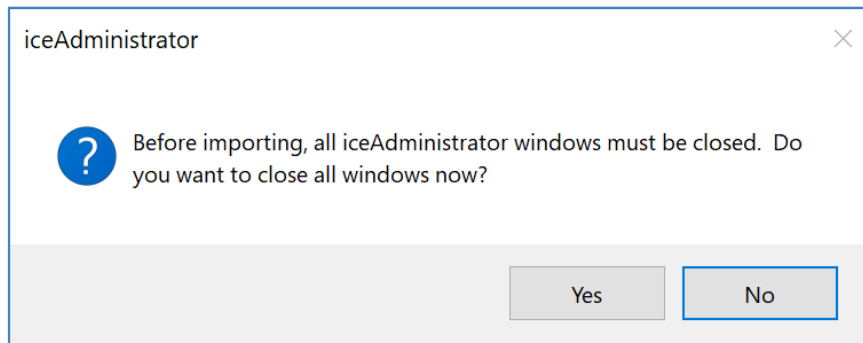 iceAdministrator
Before importing, all iceAdministrator windows must be closed.  Do
you want to close all windows now?
Yes
No